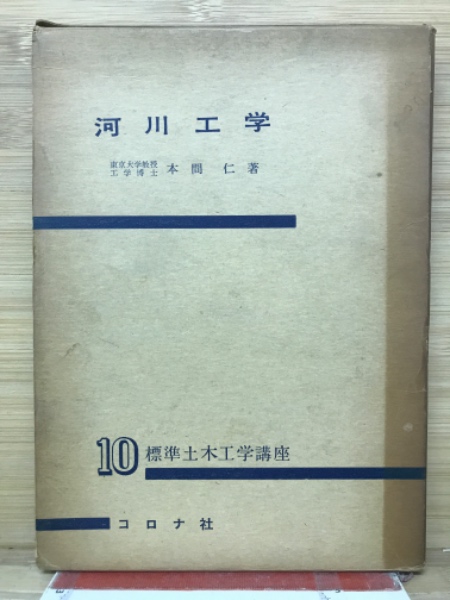 河川工学
東京大学教授
工学博士 本間 仁 著
10 標準土木工学講座
コロナ社